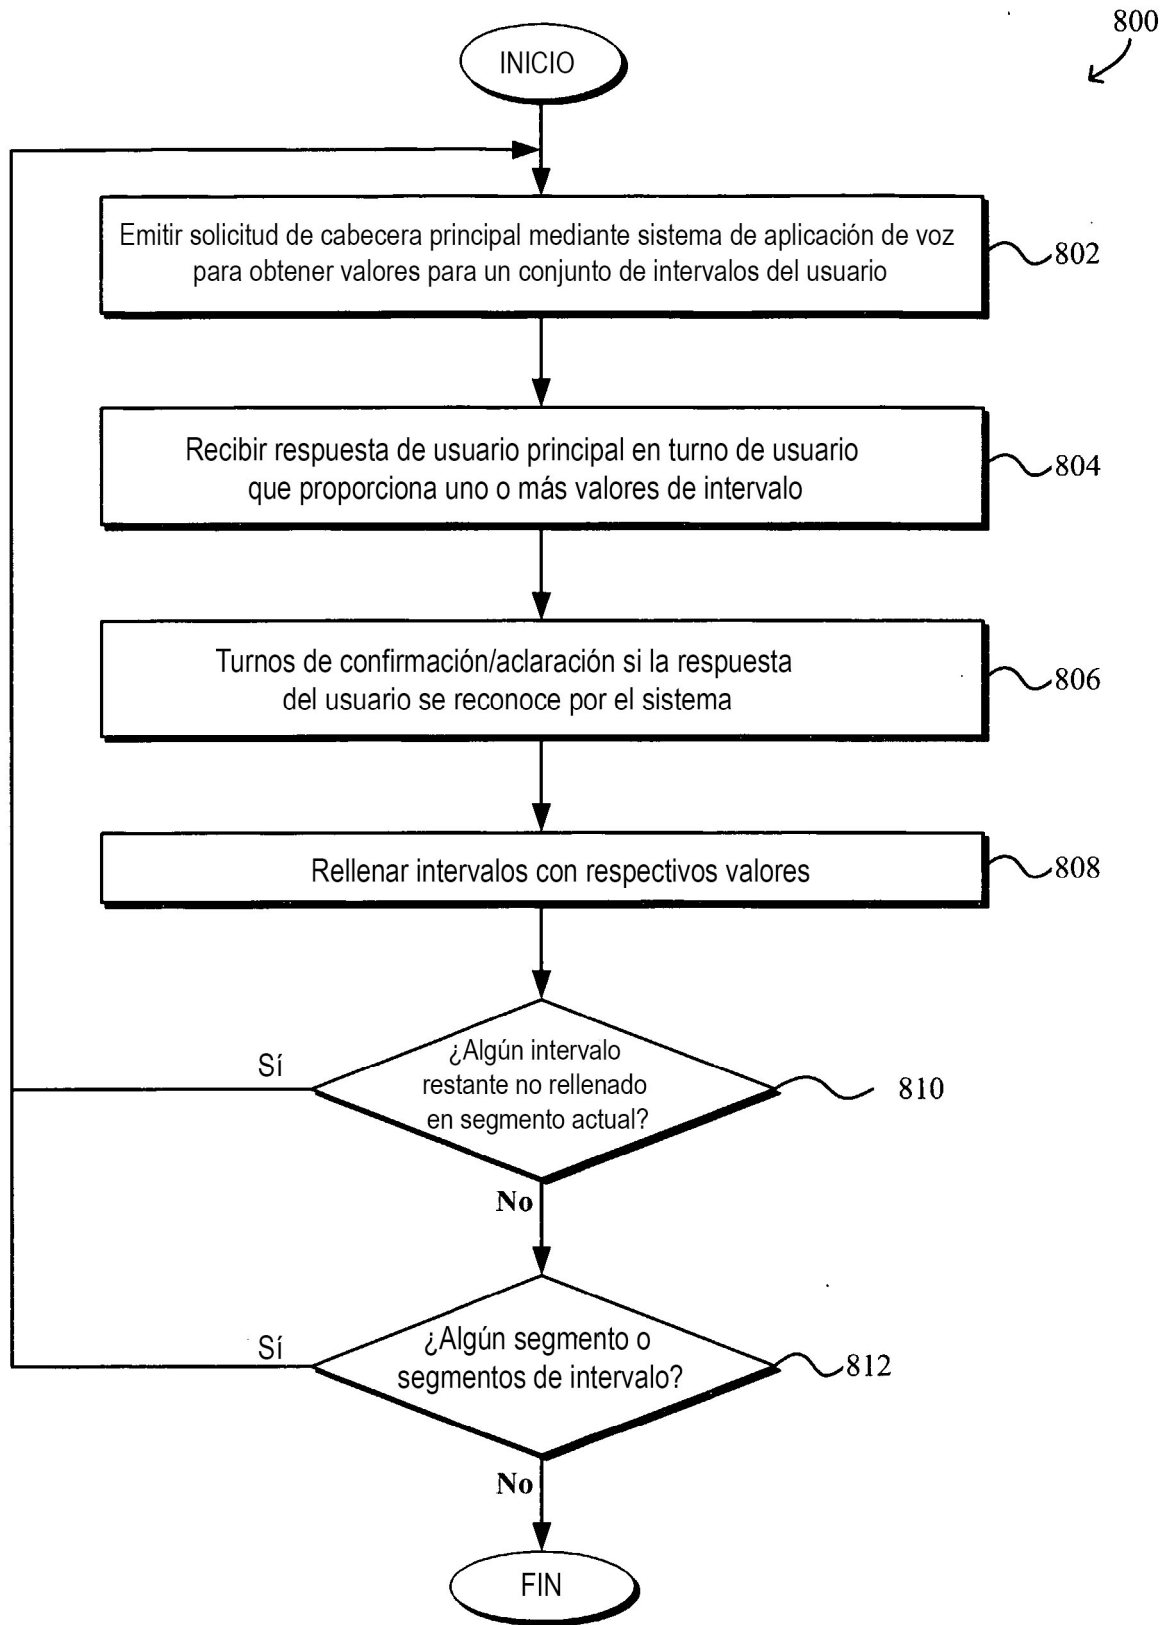 800
INICIO
Emitir solicitud de cabecera principal mediante sistema de aplicación de voz
para obtener valores para un conjunto de intervalos del usuario
802
Recibir respuesta de usuario principal en turno de usuario
que proporciona uno o más valores de intervalo
804
Turnos de confirmación/aclaración si la respuesta
del usuario se reconoce por el sistema
806
Rellenar intervalos con respectivos valores
808
¿Algún intervalo
restante no rellenado
en segmento actual?
Sí
810
No
¿Algún segmento o
segmentos de intervalo?
Sí
812
No
FIN